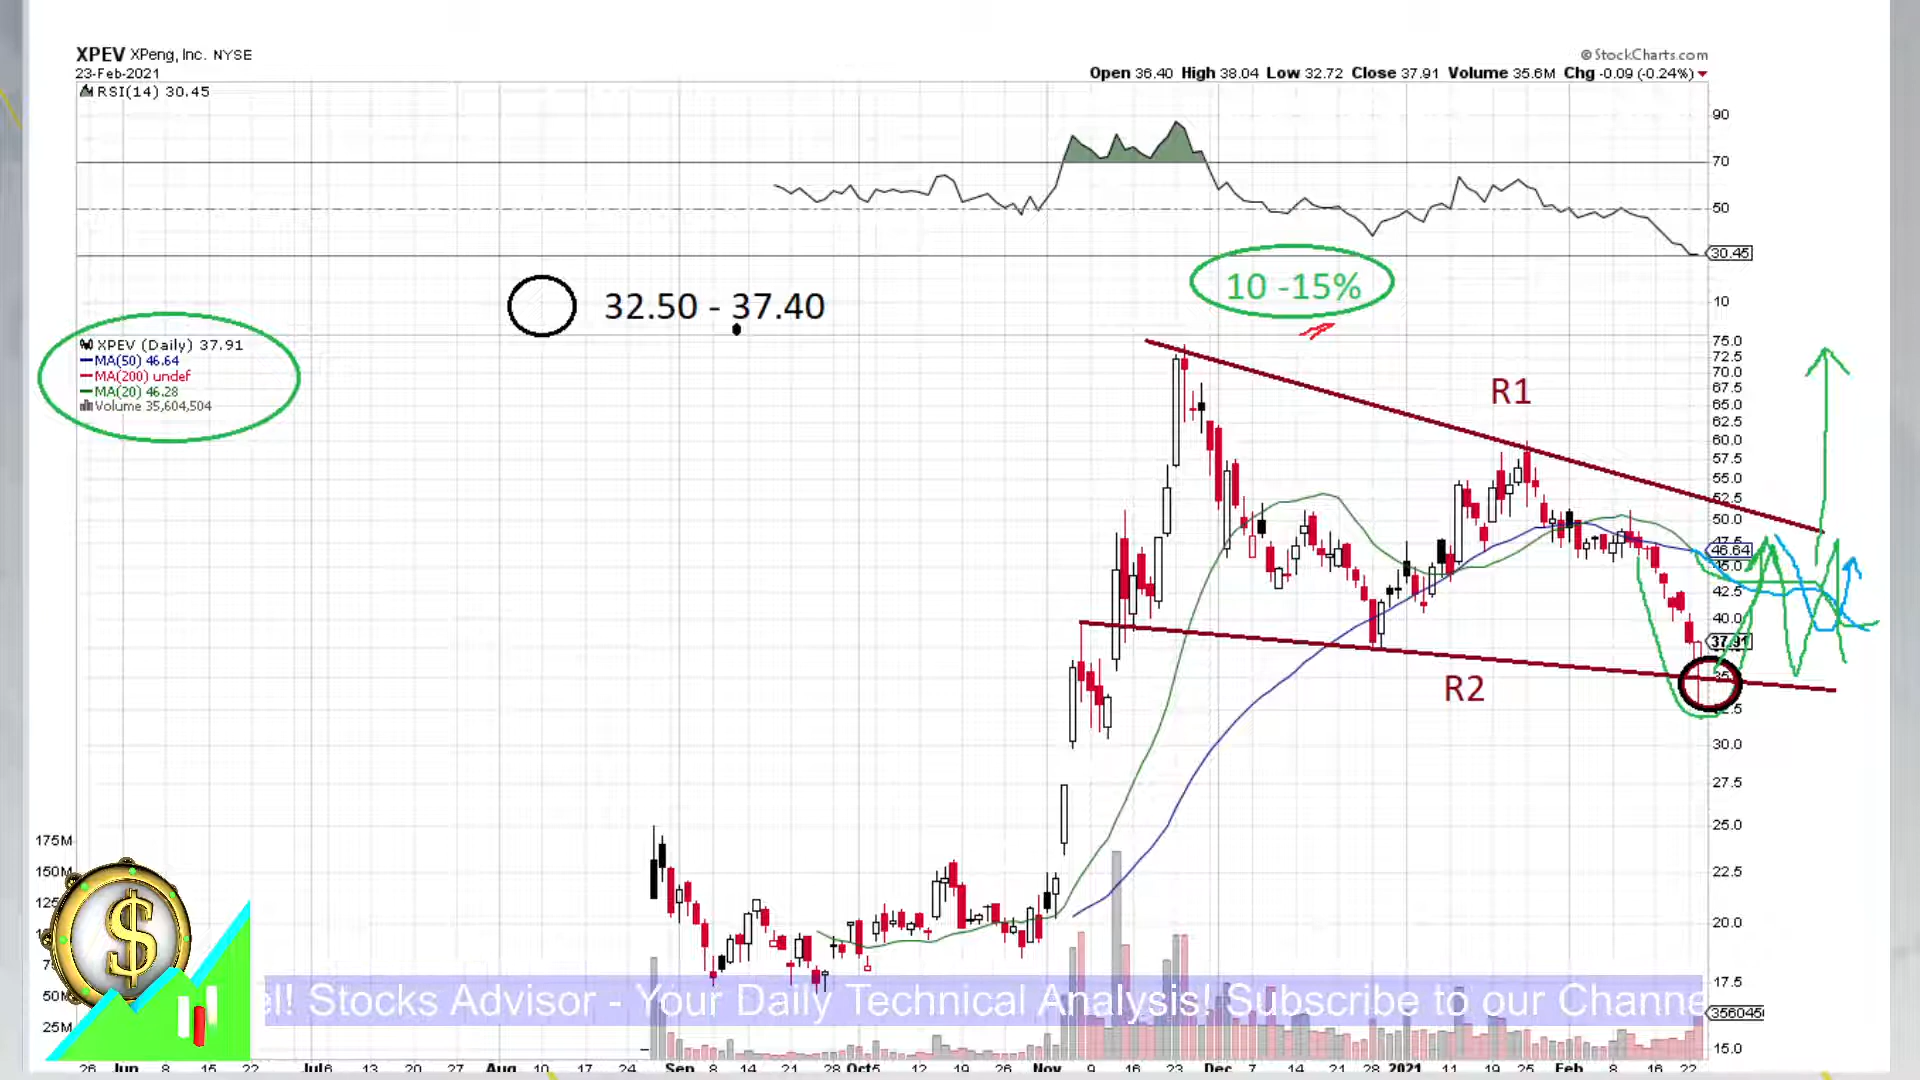 XPEV XPeng, Inc. NYSE
© StockCharts.com
23-Feb-2021
Open 36.40 High 38.04 Low 32.72 Close 37.91 Volume 35.6M Chg -0.09 (-0.24%)
RSI(14) 30.45
90
70
50
30.45
10
10 -15%
32.50 - 37.40
XPEV (Daily) 37.91
MA(50) 46.64
MA(200) undef
MA(20) 46.28
Volume 35,604,504
R1
R2
75.0
72.5
70.0
67.5
65.0
62.5
60.0
57.5
55.0
52.5
50.0
46.64
45.0
42.5
40.0
37.91
30.0
27.5
25.0
22.5
20.0
17.5
15.0
175M
150M
50M
25M
3560450
$
el! Stocks Advisor - Your Daily Technical Analysis! Subscribe to our Channe
26 Jun 8 15 22 Jul6 13 20 27 Aug 10 17 24 Sep 8 14 21 28 Oct5 12 19 26 Nov 9 16 23 Dec 7 14 21 28 2021 11 19 25 Feb 8 16 22